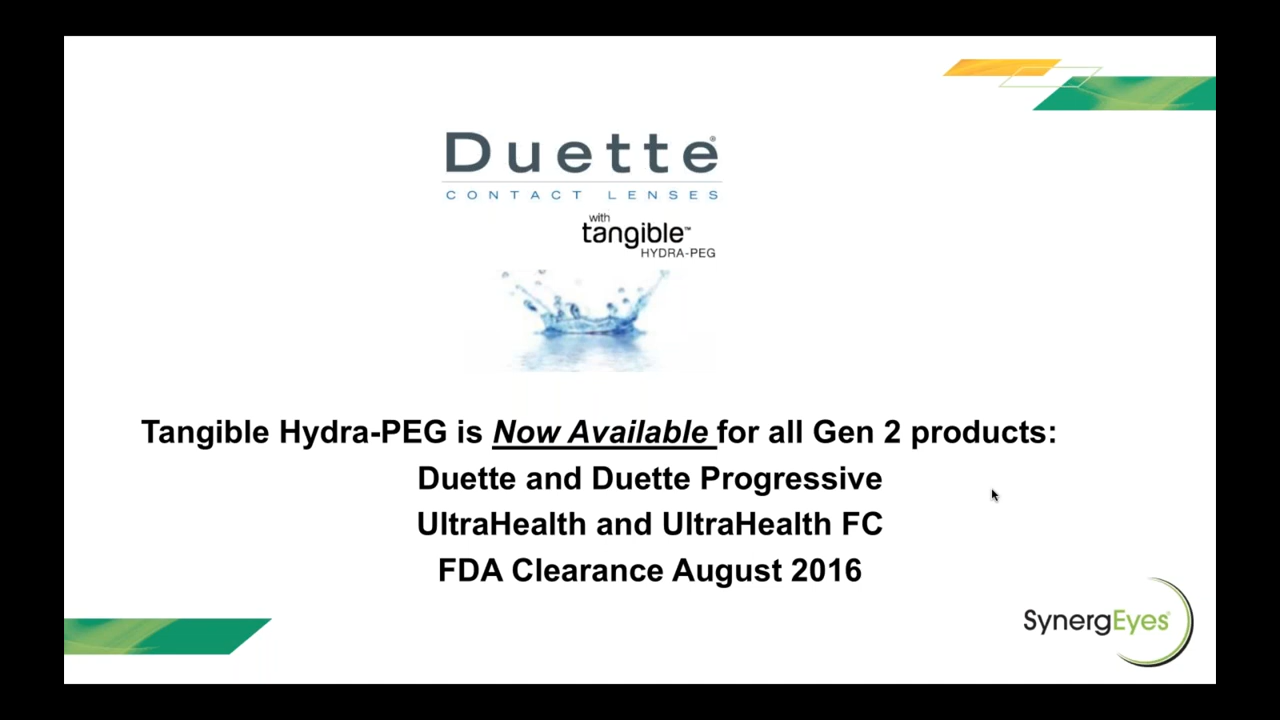 Duette®
CONTACT LENSES
with
tangible™
HYDRA-PEG
Tangible Hydra-PEG is Now Available for all Gen 2 products:
Duette and Duette Progressive
UltraHealth and UltraHealth FC
FDA Clearance August 2016
SynergEyes®